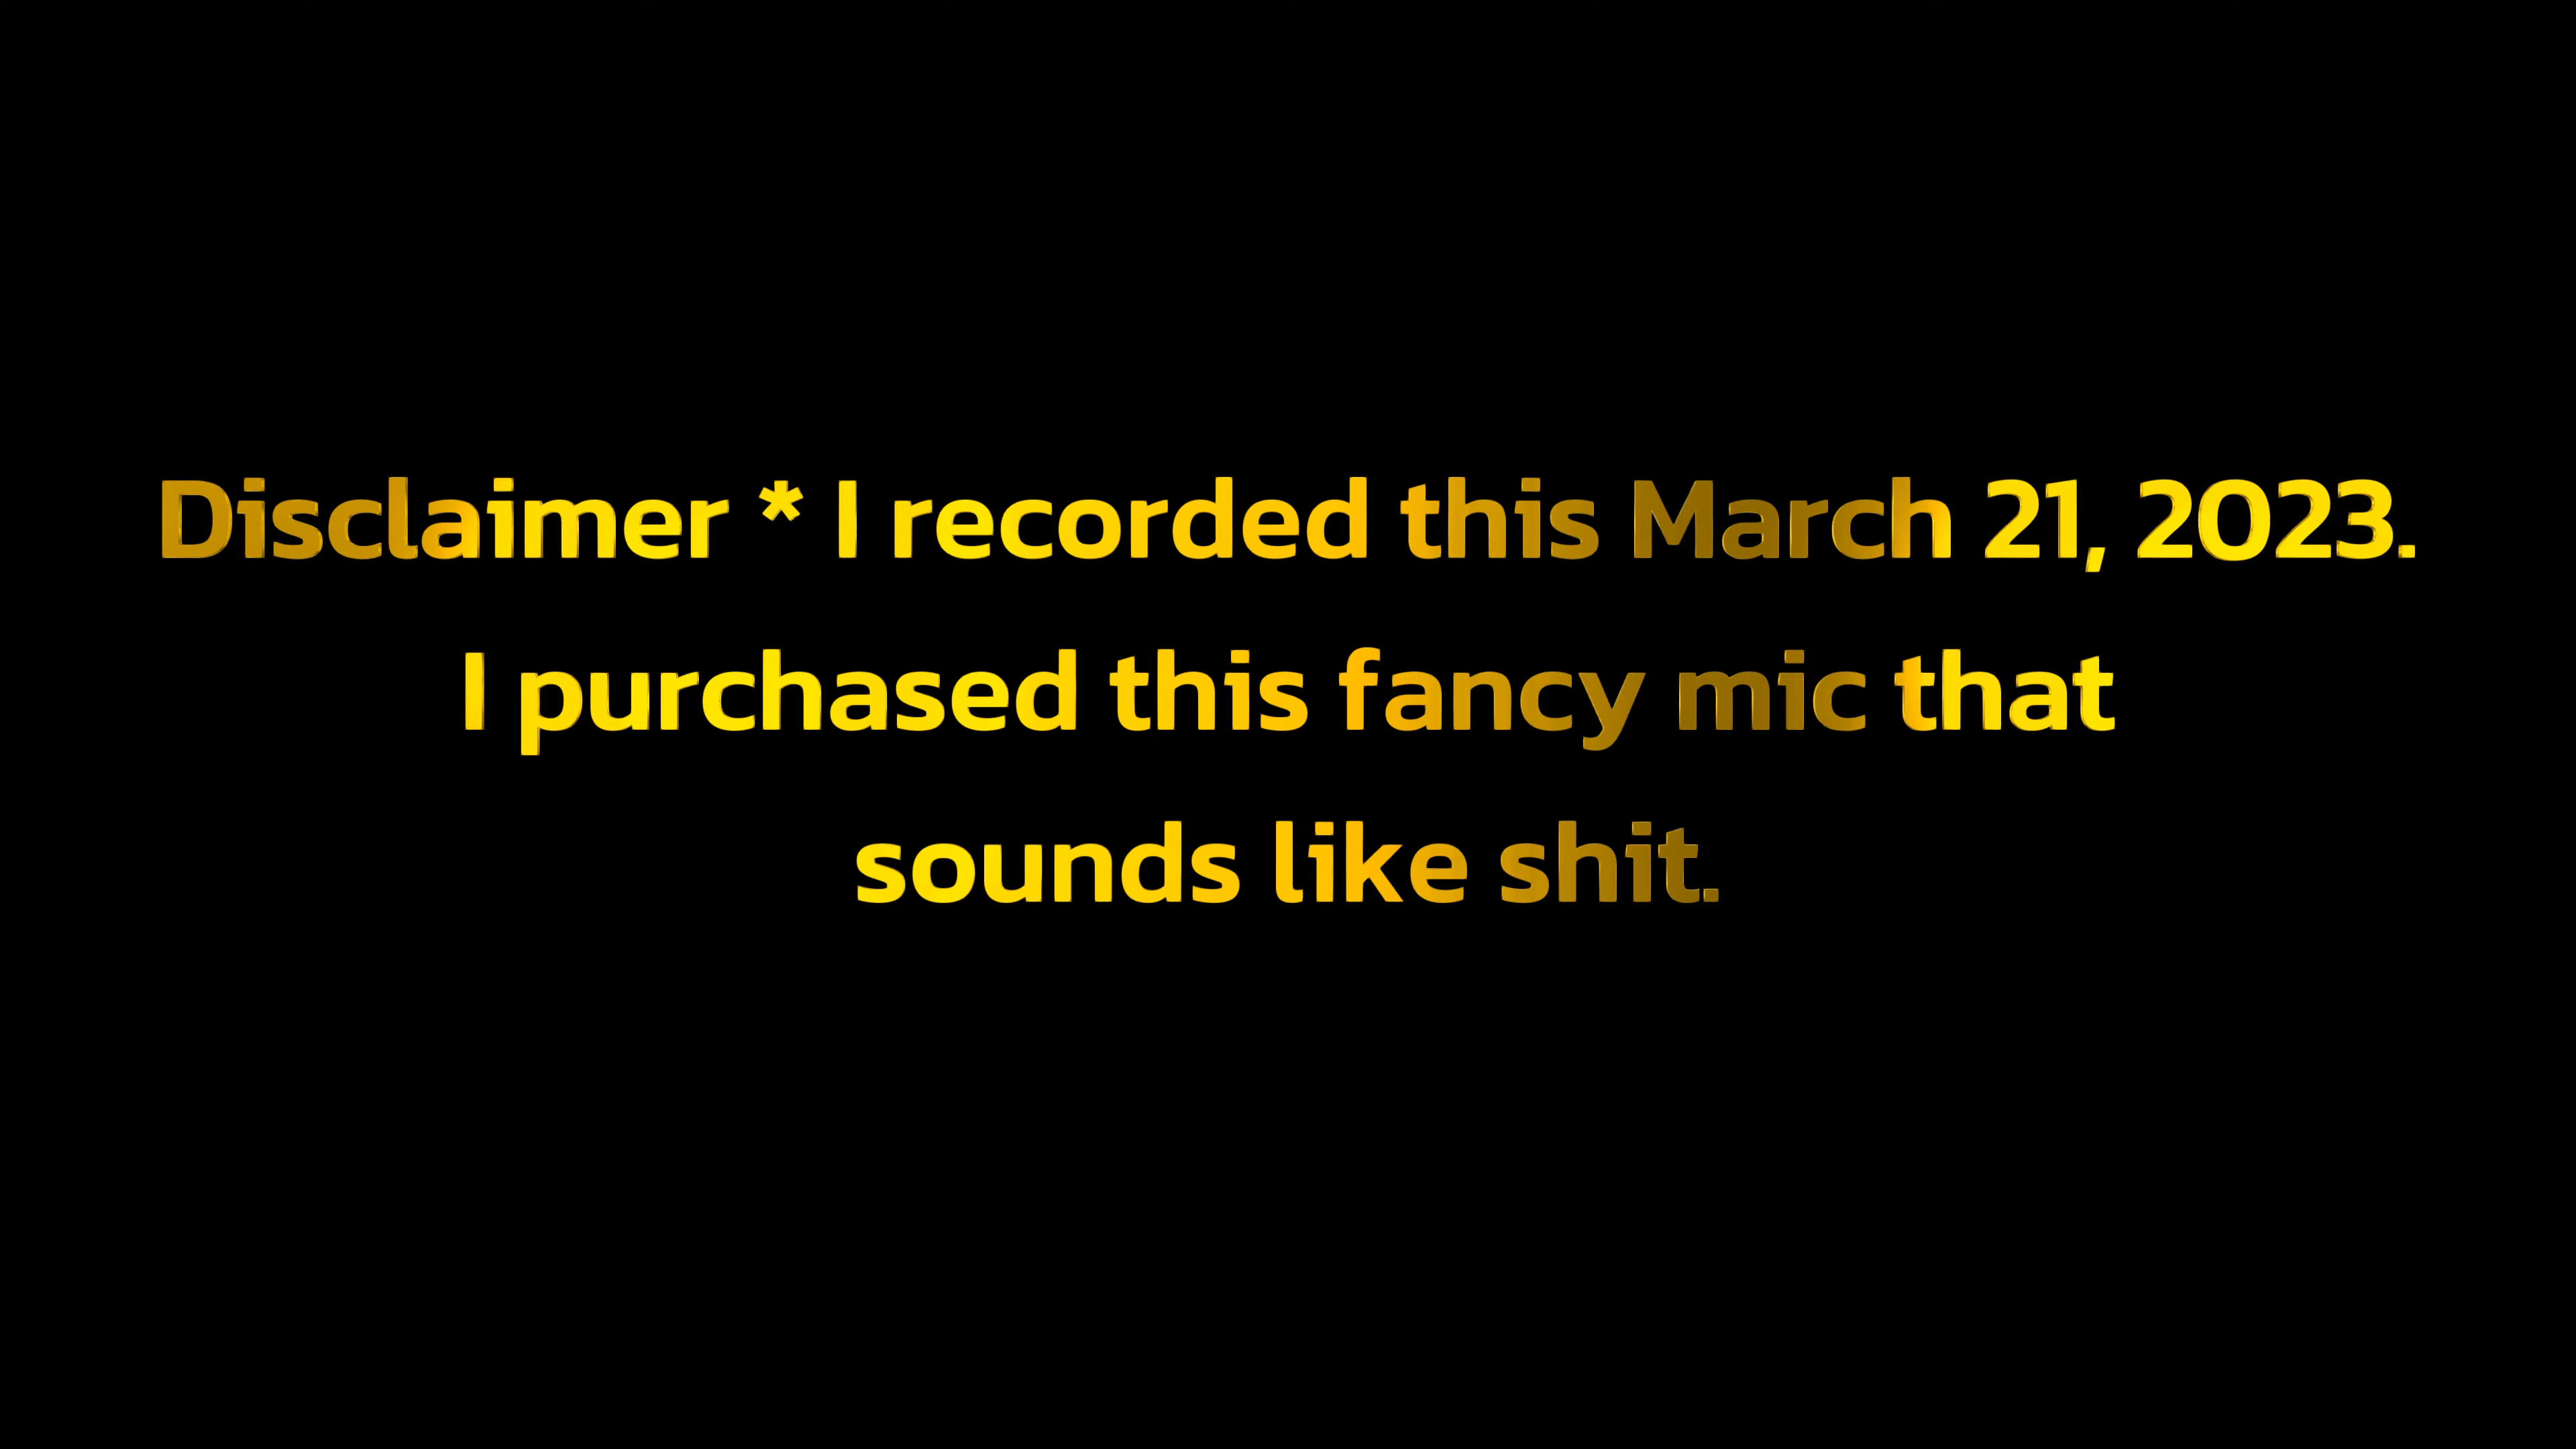 Disclaimer * I recorded this March 21, 2023.
I purchased this fancy mic that
sounds like shit.